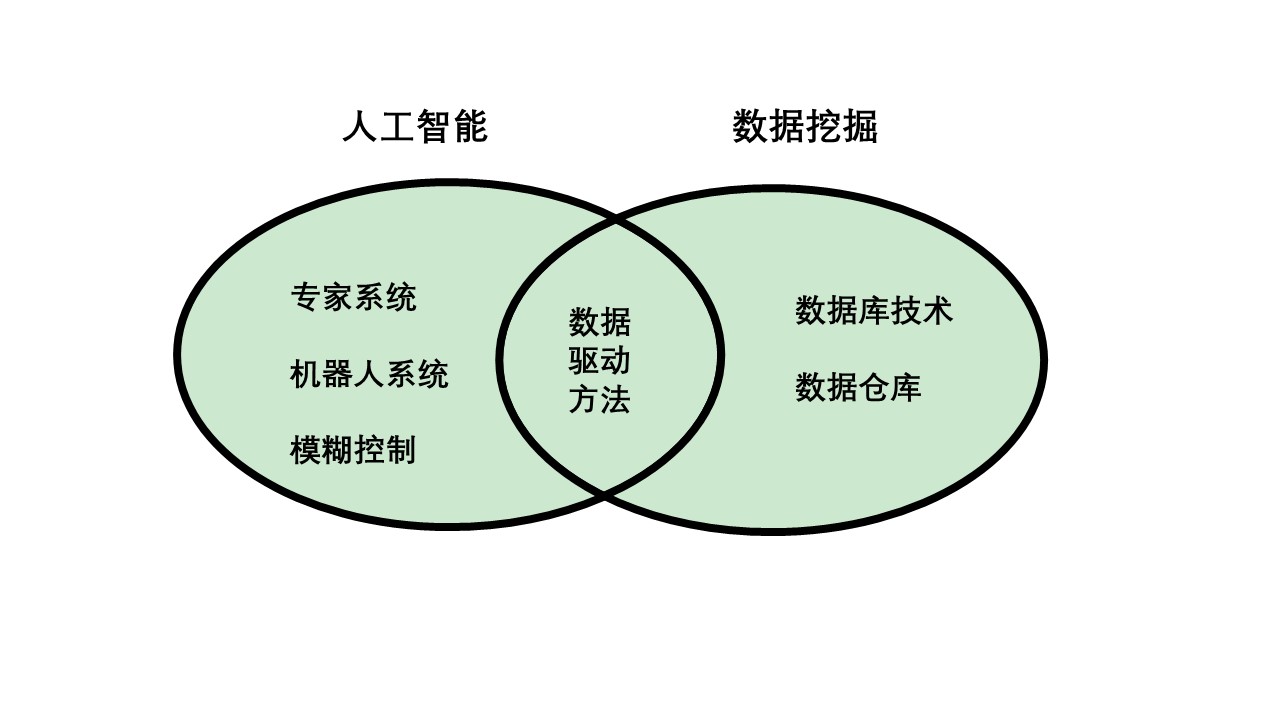 人工智能
数据挖掘
专家系统
机器人系统
模糊控制
数据
驱动
方法
数据库技术
数据仓库